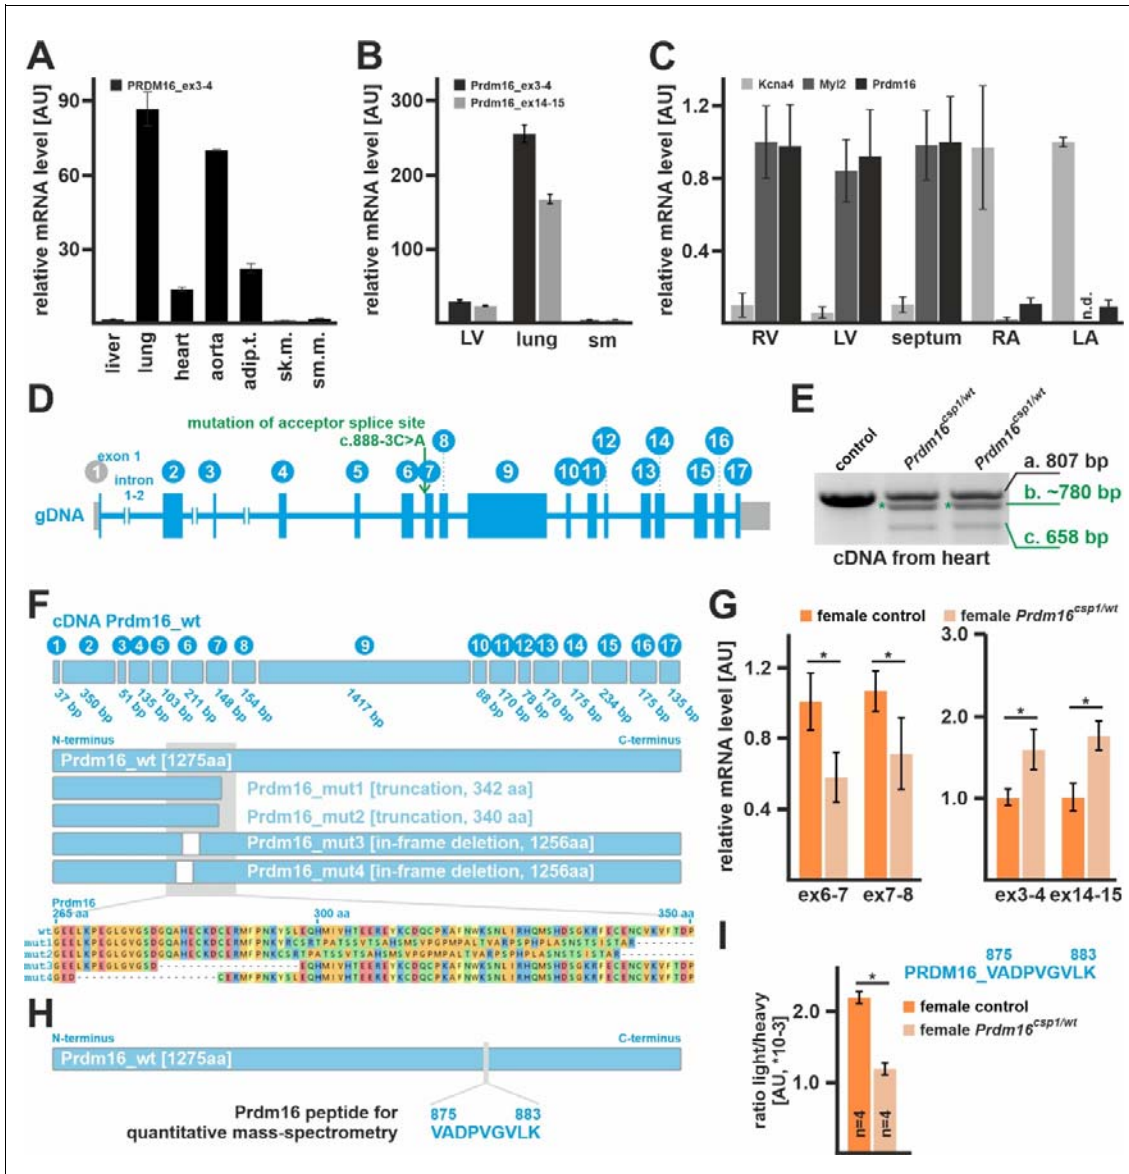 A
relative mRNA level [AU]
90
60
30
PRDM16_ex3-4
liver
lung
heart
aorta
adip.t.
sk.m.
sm.m.
B
relative mRNA level [AU]
300
200
100
Prdm16_ex3-4
Prdm16_ex14-15
LV lung sm
C
relative mRNA level [AU]
1.2
0.8
0.4
Kcna4 Myl2 Prdm16
n.d.
RV LV septum RA LA
D
mutation of acceptor splice site
c.888-3C>A
exon 1
intron
1-2
1 2 3 4 5 6 7 8 9 10 11 12 13 14 15 16 17
gDNA
E
control
Prdm16csp1/wt
Prdm16csp1/wt
a. 807 bp
b. ~780 bp
c. 658 bp
* *
cDNA from heart
F
cDNA Prdm16_wt
1 2 3 4 5 6 7 8 9 10 11 12 13 14 15 16 17
37 bp 350 bp 51 bp 135 bp 103 bp 211 bp 148 bp 154 bp 1417 bp 88 bp 170 bp 78 bp 170 bp 175 bp 234 bp 175 bp 135 bp
N-terminus C-terminus
Prdm16_wt [1275aa]
Prdm16_mut1 [truncation, 342 aa]
Prdm16_mut2 [truncation, 340 aa]
Prdm16_mut3 [in-frame deletion, 1256aa]
Prdm16_mut4 [in-frame deletion, 1256aa]
Prdm16
265 aa 300 aa 350 aa
wt
mut1
mut2
mut3
mut4
G
female control female Prdm16csp1/wt
relative mRNA level [AU]
1.2
0.8
0.4
* *
ex6-7 ex7-8
3.0
2.0
1.0
* *
ex3-4 ex14-15
H
N-terminus C-terminus
Prdm16_wt [1275aa]
Prdm16 peptide for
quantitative mass-spectrometry
875 883
VADPVGVLK
I
875 883
PRDM16_VADPVGVLK
female control
female Prdm16csp1/wt
ratio light/heavy
[AU, *10-3]
2.0
1.0
*
n=4
n=4